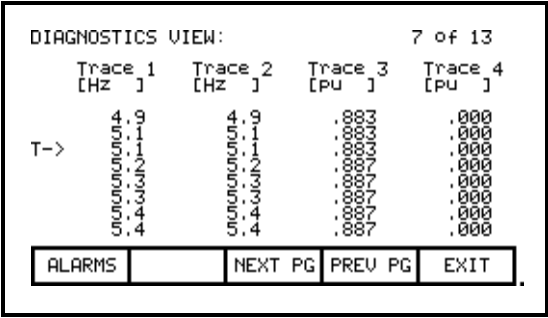 DIAGNOSTICS VIEW: 7 of 13
Trace 1 Trace 2 Trace 3 Trace 4
[Hz ] [Hz ] [pu ] [pu ]
4.9 4.9 .883 .000
5.1 5.1 .883 .000
T-> 5.1 5.1 .883 .000
5.2 5.2 .887 .000
5.3 5.3 .887 .000
5.3 5.3 .887 .000
5.4 5.4 .887 .000
5.4 5.4 .887 .000
ALARMS NEXT PG PREV PG EXIT